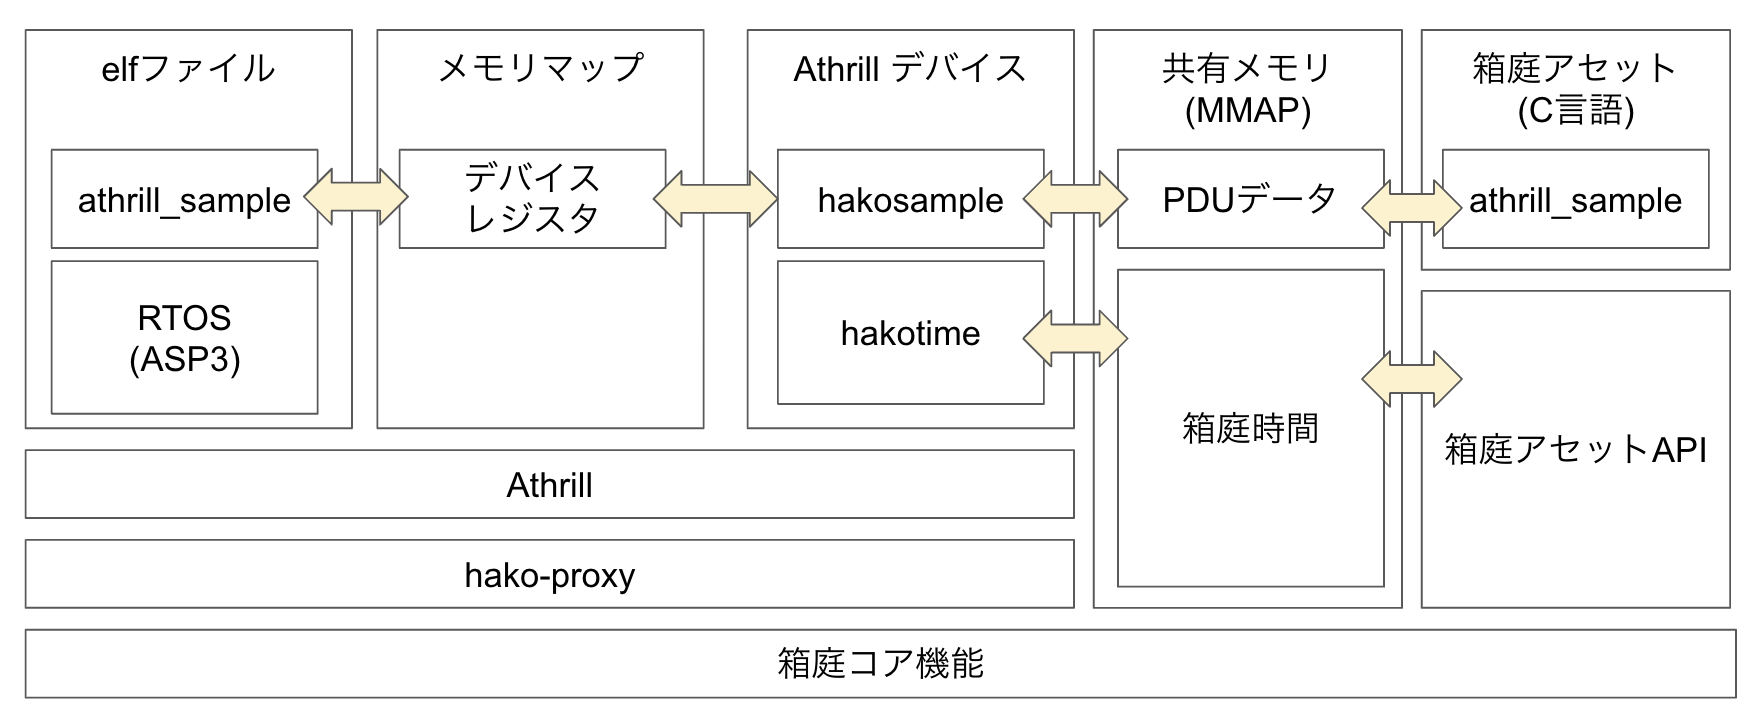 elfファイル
メモリマップ
Athrill デバイス
共有メモリ
(MMAP)
箱庭アセット
(C言語)
athrill_sample
デバイス
レジスタ
hakosample
PDUデータ
athrill_sample
RTOS
(ASP3)
hakotime
箱庭時間
箱庭アセットAPI
Athrill
hako-proxy
箱庭コア機能